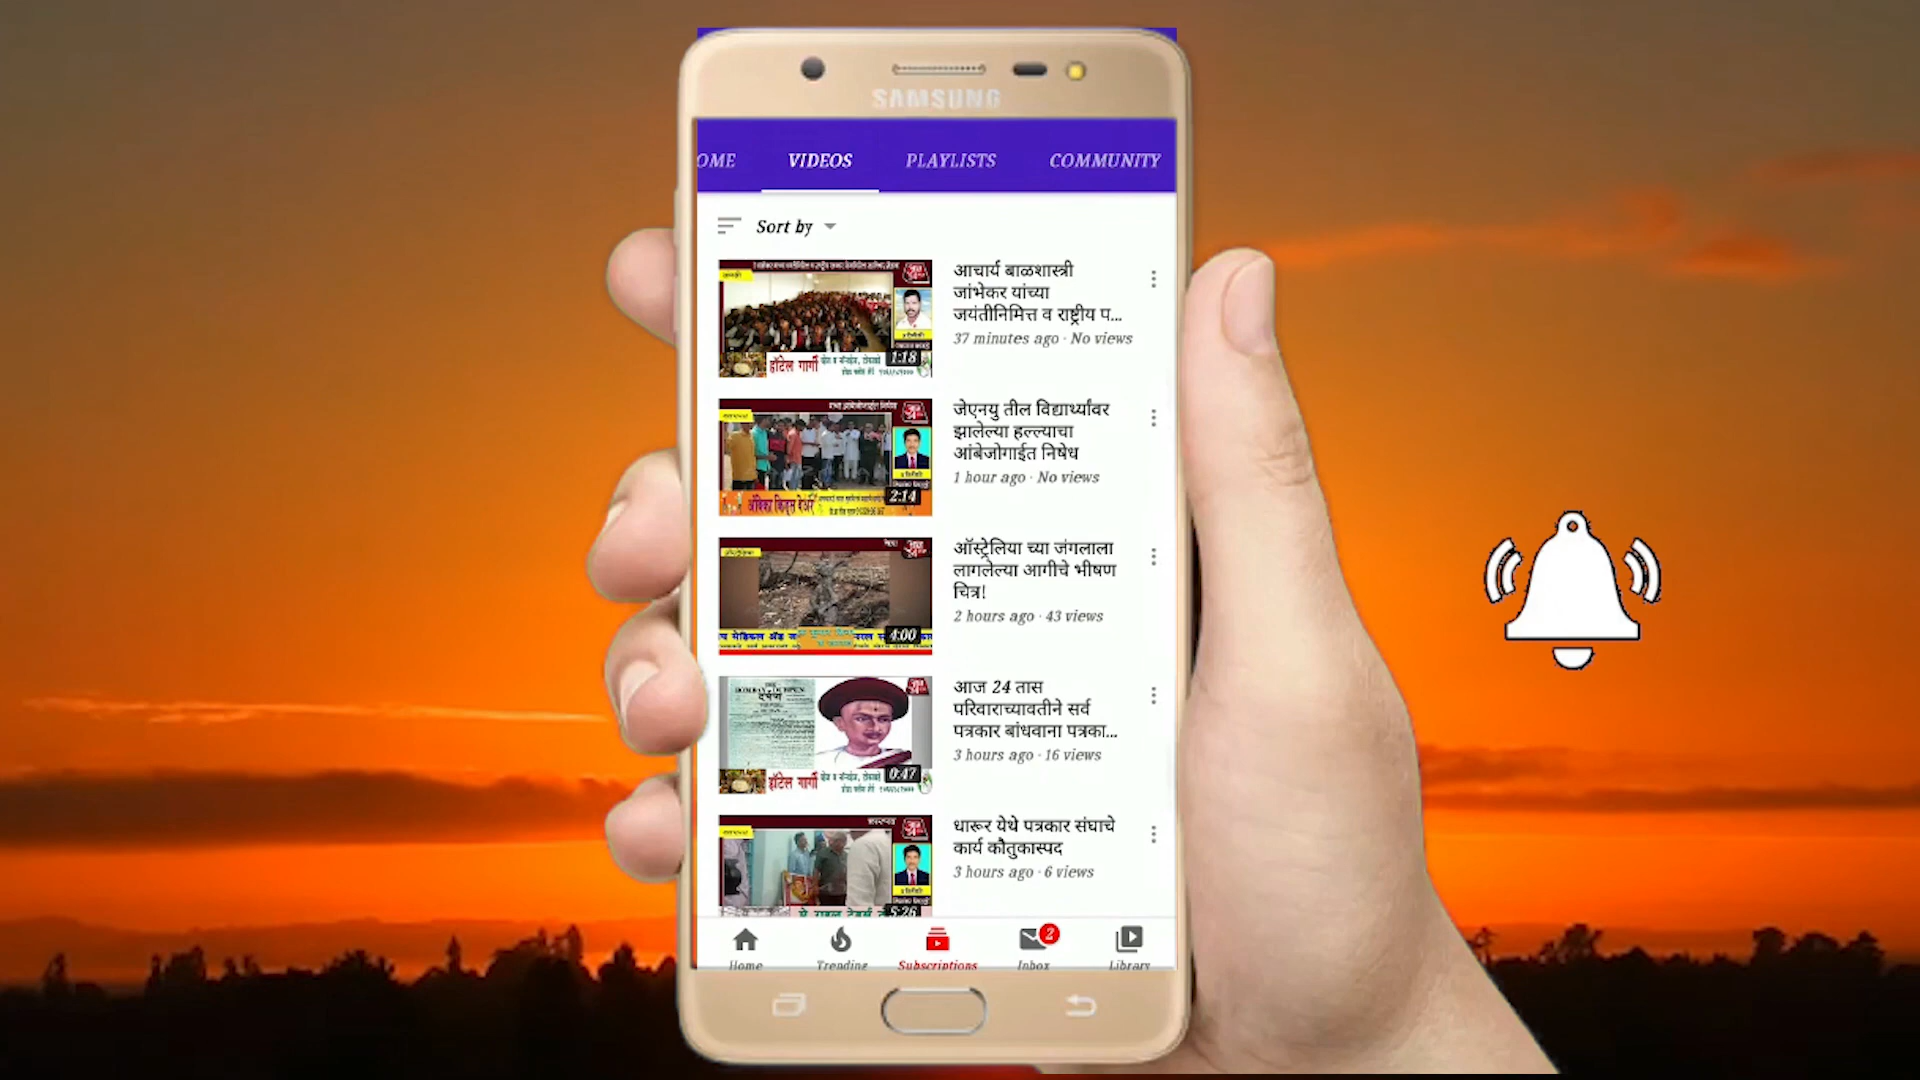 SAMSUNG
OME VIDEOS PLAYLISTS COMMUNITY
Sort by
आचार्य बाळशास्त्री
जांभेकर यांच्या
जयंतीनिमित्त व राष्ट्रीय प...
37 minutes ago · No views
हॉटेल गार्गी
1:18
जेएनयु तील विद्यार्थ्यांवर
झालेल्या हल्ल्याचा
आंबेजोगाईत निषेध
1 hour ago · No views
2:14
अंबिका किड्स वेअर
ऑस्ट्रेलिया च्या जंगलाला
लागलेल्या आगीचे भीषण
चित्र!
2 hours ago · 43 views
4:00
आज 24 तास
परिवाराच्यावतीने सर्व
पत्रकार बांधवाना पत्रका...
3 hours ago · 16 views
हॉटेल गार्गी
0:47
धारूर येथे पत्रकार संघाचे
कार्य कौतुकास्पद
3 hours ago · 6 views
5:26
2
Home Trending Subscriptions Inbox Library